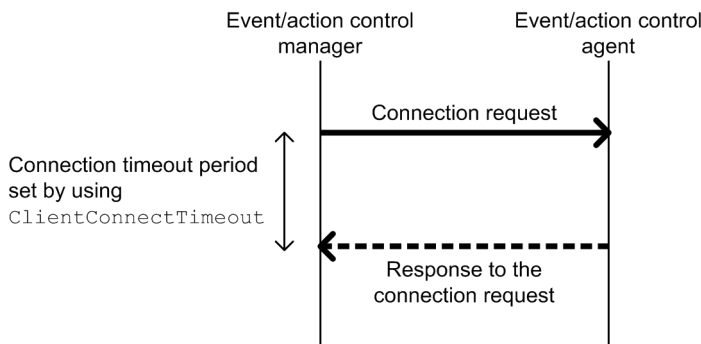 Event/action control
manager
Event/action control
agent
Connection request
Connection timeout period
set by using
ClientConnectTimeout
Response to the
connection request